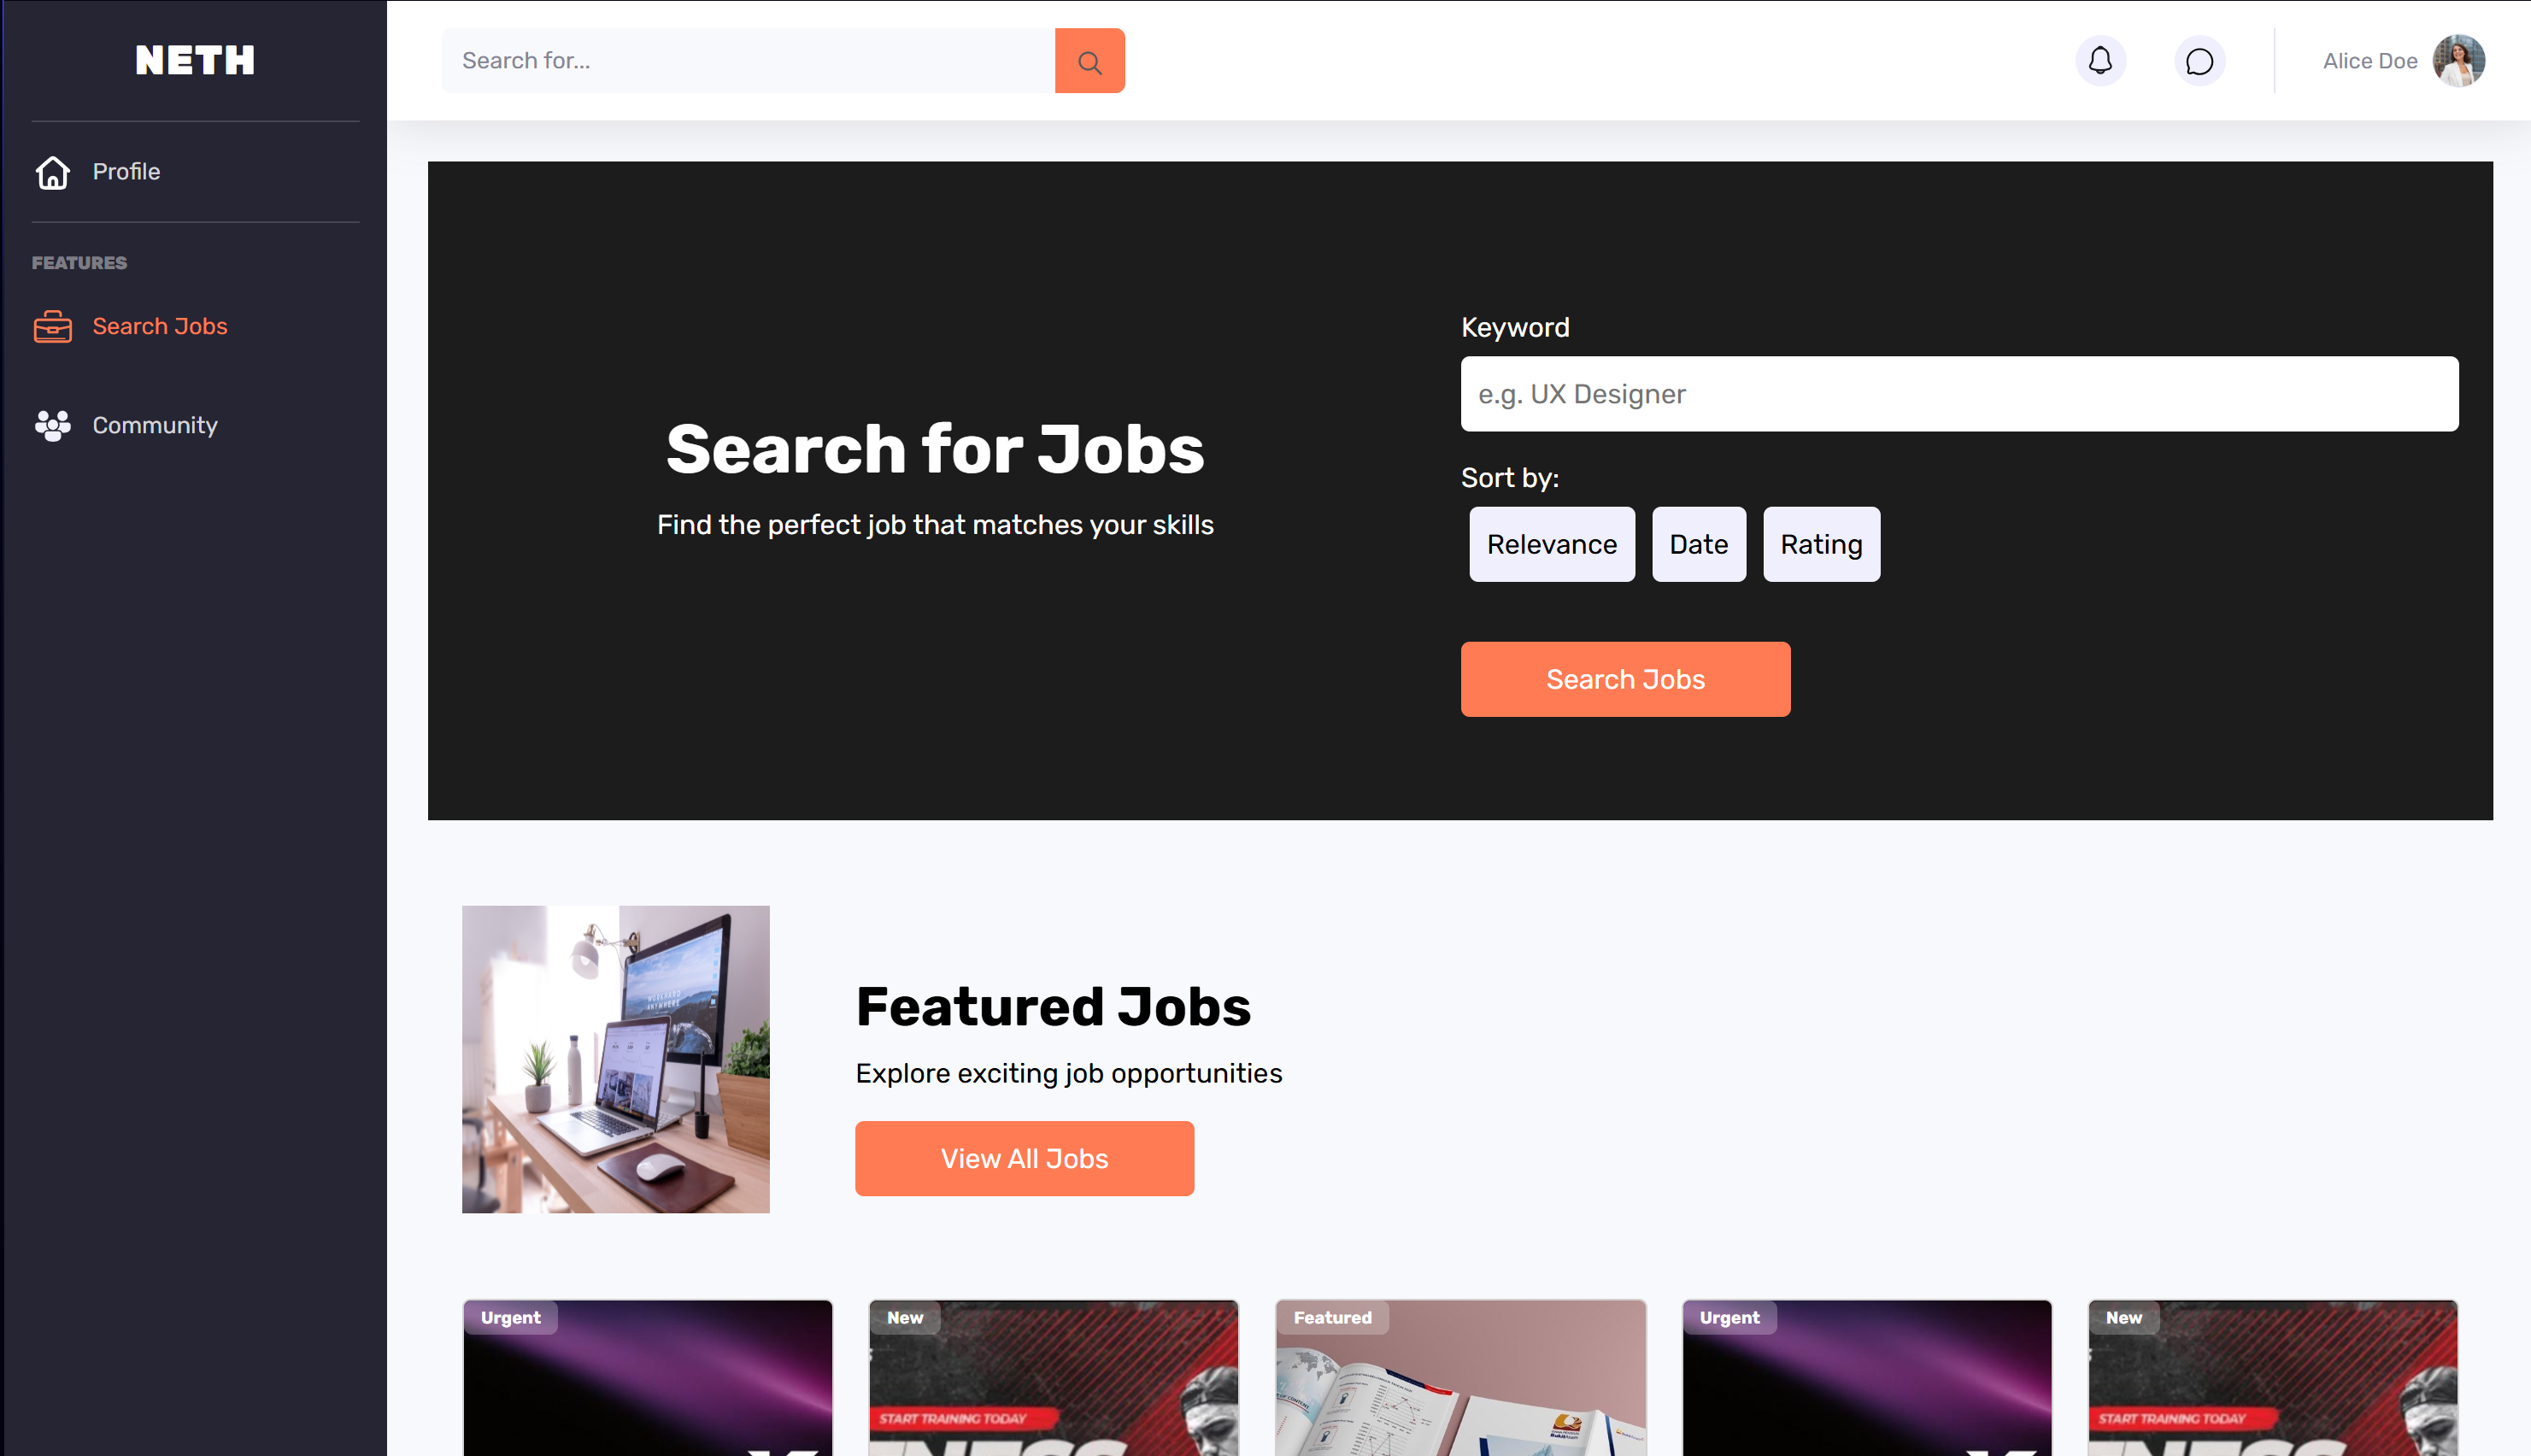 NETH
Search for...
Alice Doe
Profile
FEATURES
Search Jobs
Community
Search for Jobs
Find the perfect job that matches your skills
Keyword
e.g. UX Designer
Sort by:
Relevance Date Rating
Search Jobs
Featured Jobs
Explore exciting job opportunities
View All Jobs
Urgent
New
START TRAINING TODAY
Featured
Urgent
New
START TRAINING TODAY